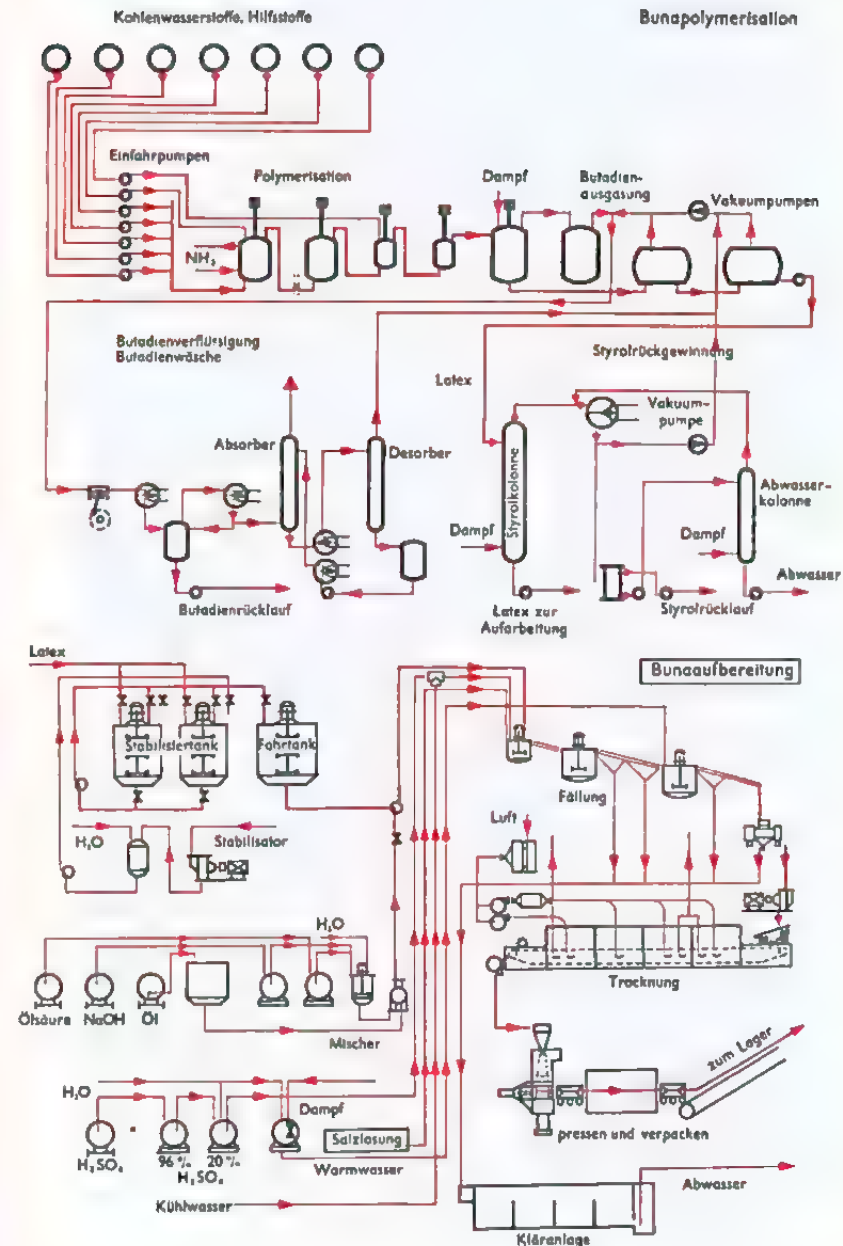 Kohlenwasserstoffe, Hilfsstoffe
Bunapolymerisation
Einfahrpumpen
Polymerisation
Dampf
Butadien-
ausgasung
Vakuumpumpen
NH₃
Butadienverflüssigung
Butadienwäsche
Styrolrückgewinnung
Latex
Absorber
Desorber
Vakuum-
pumpe
Styrolkolonne
Abwasser-
kolonne
Dampf
Dampf
Butadienrücklauf
Latex zur
Aufarbeitung
Styrolrücklauf
Abwasser
Latex
Bunaaufbereitung
Stabilisiertank
Fahrtank
Fällung
Luft
H₂O
Stabilisator
H₂O
Trocknung
Ölsäure
NaOH
Öl
Mischer
zum Lager
H₂O
Dampf
Salzlösung
pressen und verpacken
H₂SO₄
96%
20%
H₂SO₄
Warmwasser
Kühlwasser
Abwasser
Kläranlage